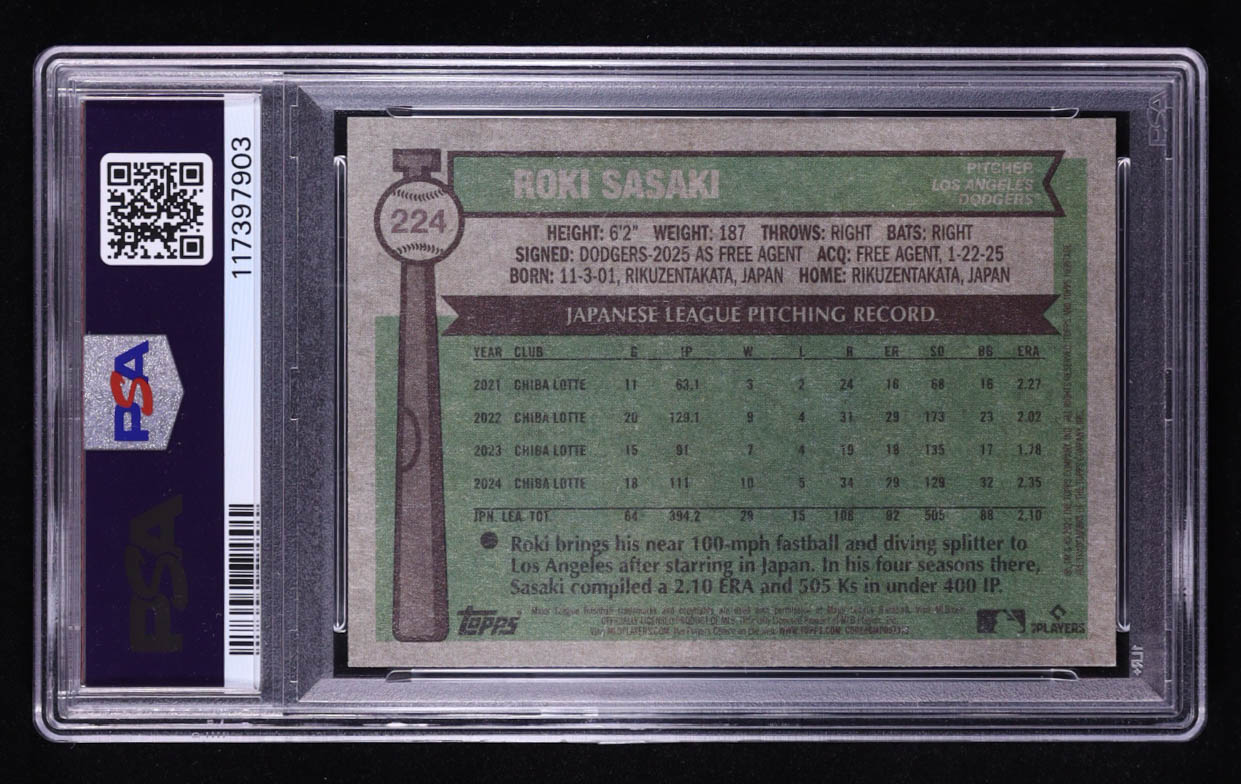 PSA
117397903
PSA
224
ROKI SASAKI
PITCHER
LOS ANGELES
DODGERS™
HEIGHT: 6'2" WEIGHT: 187 THROWS: RIGHT BATS: RIGHT
SIGNED: DODGERS-2025 AS FREE AGENT ACQ: FREE AGENT, 1-22-25
BORN: 11-3-01, RIKUZENTAKATA, JAPAN HOME: RIKUZENTAKATA, JAPAN
JAPANESE LEAGUE PITCHING RECORD
YEAR CLUB G IP W L R ER SO BB ERA
2021 CHIBA LOTTE 11 63.1 3 2 24 16 68 16 2.27
2022 CHIBA LOTTE 20 129.1 9 4 31 29 173 23 2.02
2023 CHIBA LOTTE 15 91 7 4 19 18 135 17 1.78
2024 CHIBA LOTTE 18 111 10 5 34 29 129 32 2.35
JPN. LEA. TOT. 64 394.2 29 15 108 92 505 88 2.10
Roki brings his near 100-mph fastball and diving splitter to
Los Angeles after starring in Japan. In his four seasons there,
Sasaki compiled a 2.10 ERA and 505 Ks in under 400 IP.
Topps
PLAYERS